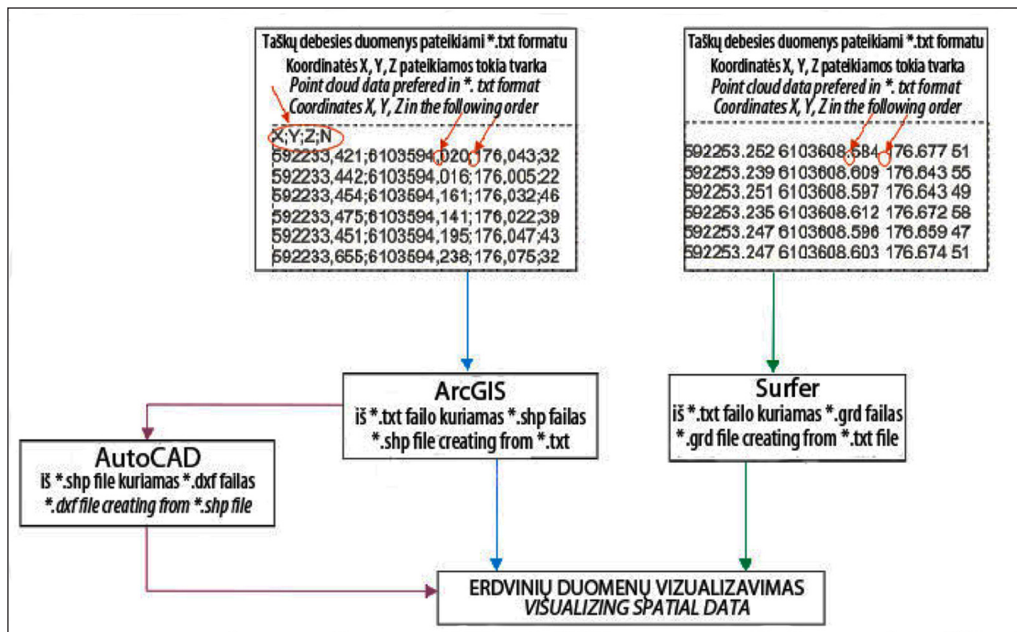 Taškų debesies duomenys pateikiami *.txt formatu
Koordinatės X, Y, Z pateikiamos tokia tvarka
Point cloud data prefered in *. txt format
Coordinates X, Y, Z in the following order
X;Y;Z;N
592233,421;6103594,020;176,043;32
592233,442;6103594,016;176,005;22
592233,454;6103594,161;176,032;46
592233,475;6103594,141;176,022;39
592233,451;6103594,195;176,047;43
592233,655;6103594,238;176,075;32
Taškų debesies duomenys pateikiami *.txt formatu
Koordinatės X, Y, Z pateikiamos tokia tvarka
Point cloud data prefered in *. txt format
Coordinates X, Y, Z in the following order
592253.252 6103608.584 176.677 51
592253.239 6103608.609 176.643 55
592253.251 6103608.597 176.643 49
592253.235 6103608.612 176.672 58
592253.247 6103608.596 176.659 47
592253.247 6103608.603 176.674 51
ArcGIS
iš *.txt failo kuriamas *.shp failas
*.shp file creating from *.txt
Surfer
iš *.txt failo kuriamas *.grd failas
*.grd file creating from *.txt file
AutoCAD
iš *.shp file kuriamas *.dxf failas
*.dxf file creating from *.shp file
ERDVINIŲ DUOMENŲ VIZUALIZAVIMAS
VISUALIZING SPATIAL DATA